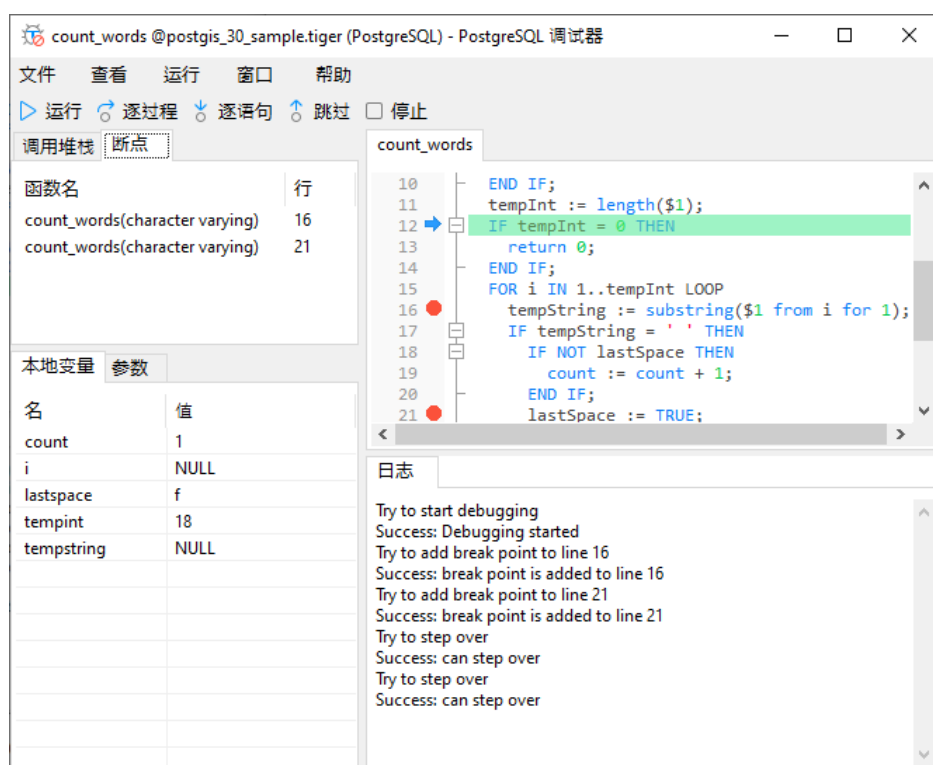 count_words @postgis_30_sample.tiger (PostgreSQL) - PostgreSQL 调试器
文件 查看 运行 窗口 帮助
运行 逐过程 逐语句 跳过 停止
调用堆栈 断点
函数名 行
count_words(character varying) 16
count_words(character varying) 21
本地变量 参数
名 值
count 1
i NULL
lastspace f
tempint 18
tempstring NULL
count_words
10 END IF;
11 tempInt := length($1);
12 IF tempInt = 0 THEN
13 return 0;
14 END IF;
15 FOR i IN 1..tempInt LOOP
16 tempString := substring($1 from i for 1);
17 IF tempString = ' ' THEN
18 IF NOT lastSpace THEN
19 count := count + 1;
20 END IF;
21 lastSpace := TRUE;
日志
Try to start debugging
Success: Debugging started
Try to add break point to line 16
Success: break point is added to line 16
Try to add break point to line 21
Success: break point is added to line 21
Try to step over
Success: can step over
Try to step over
Success: can step over